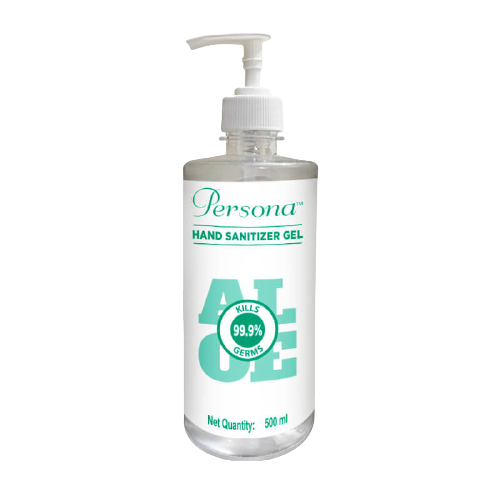 Persona™
HAND SANITIZER GEL
AL
OE
KILLS
99.9%
GERMS
Net Quantity: 500 ml